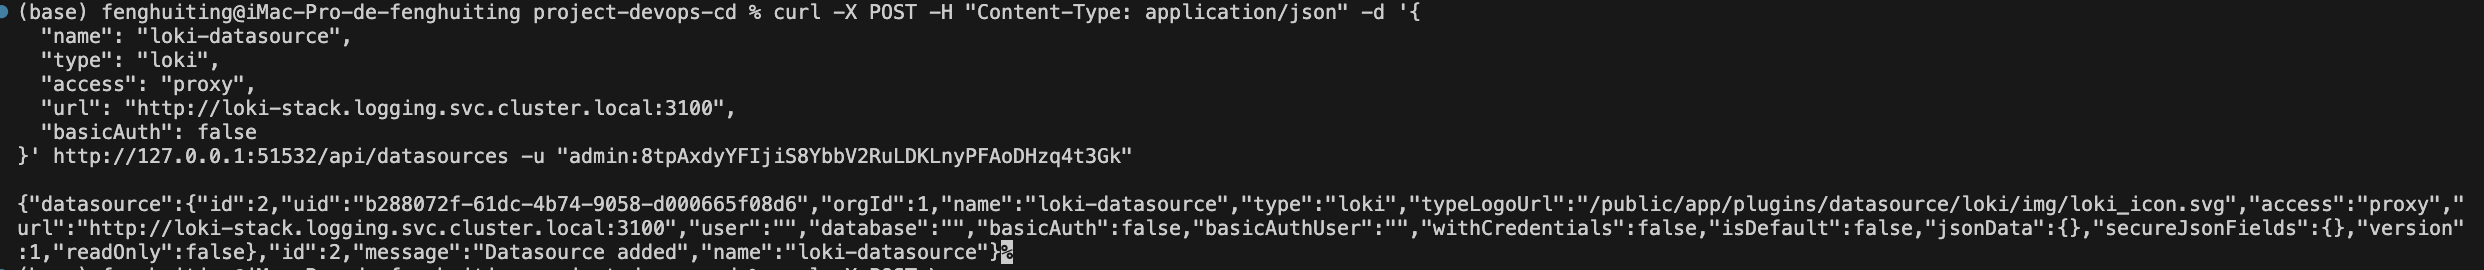 (base) fenghuiting@iMac-Pro-de-fenghuiting project-devops-cd % curl -X POST -H "Content-Type: application/json" -d '{
  "name": "loki-datasource",
  "type": "loki",
  "access": "proxy",
  "url": "http://loki-stack.logging.svc.cluster.local:3100",
  "basicAuth": false
}' http://127.0.0.1:51532/api/datasources -u "admin:8tpAxdyYFIjiS8YbbV2RuLDKLnyPFAoDHzq4t3Gk"

{"datasource":{"id":2,"uid":"b288072f-61dc-4b74-9058-d000665f08d6","orgId":1,"name":"loki-datasource","type":"loki","typeLogoUrl":"/public/app/plugins/datasource/loki/img/loki_icon.svg","access":"proxy","
url":"http://loki-stack.logging.svc.cluster.local:3100","user":"","database":"","basicAuth":false,"basicAuthUser":"","withCredentials":false,"isDefault":false,"jsonData":{},"secureJsonFields":{},"version"
:1,"readOnly":false},"id":2,"message":"Datasource added","name":"loki-datasource"}%